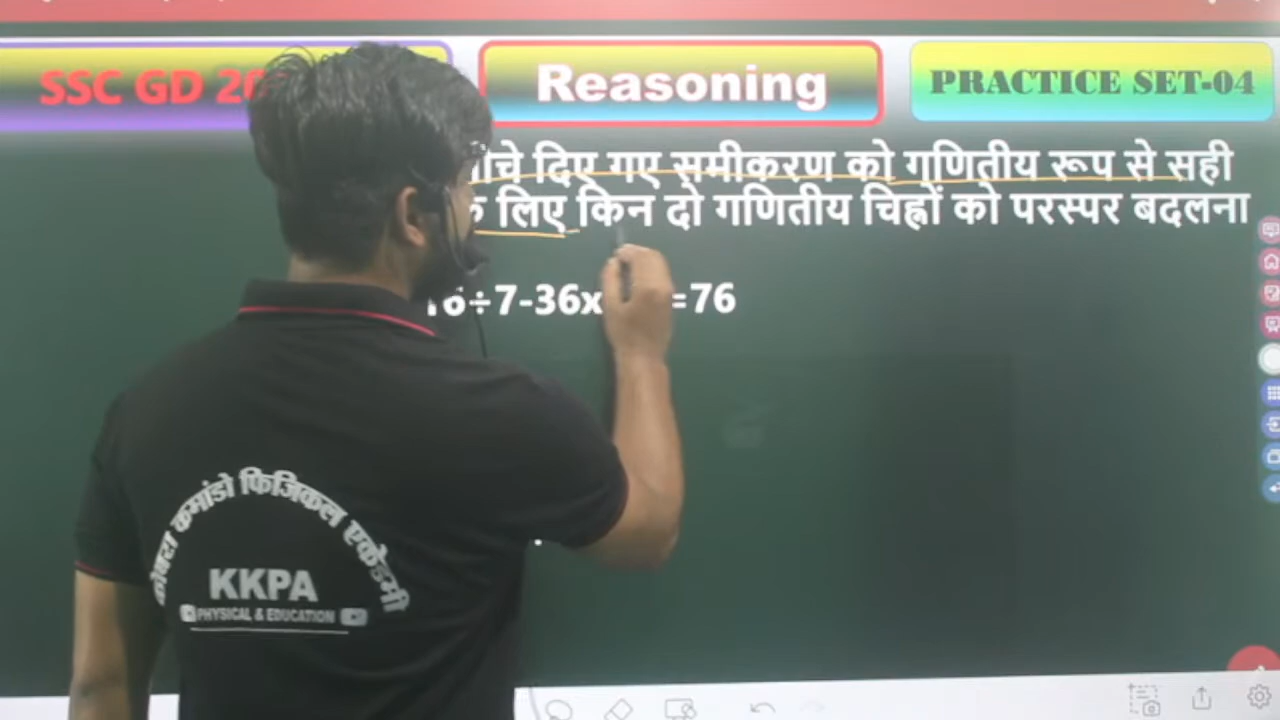 SSC GD
Reasoning
PRACTICE SET-04
दिए गए समीकरण को गणितीय रूप से सही
लिए किन दो गणितीय चिह्नों को परस्पर बदलना
÷7-36x =76
कमांडो फिजिकल एकेडमी
KKPA
PHYSICAL & EDUCATION